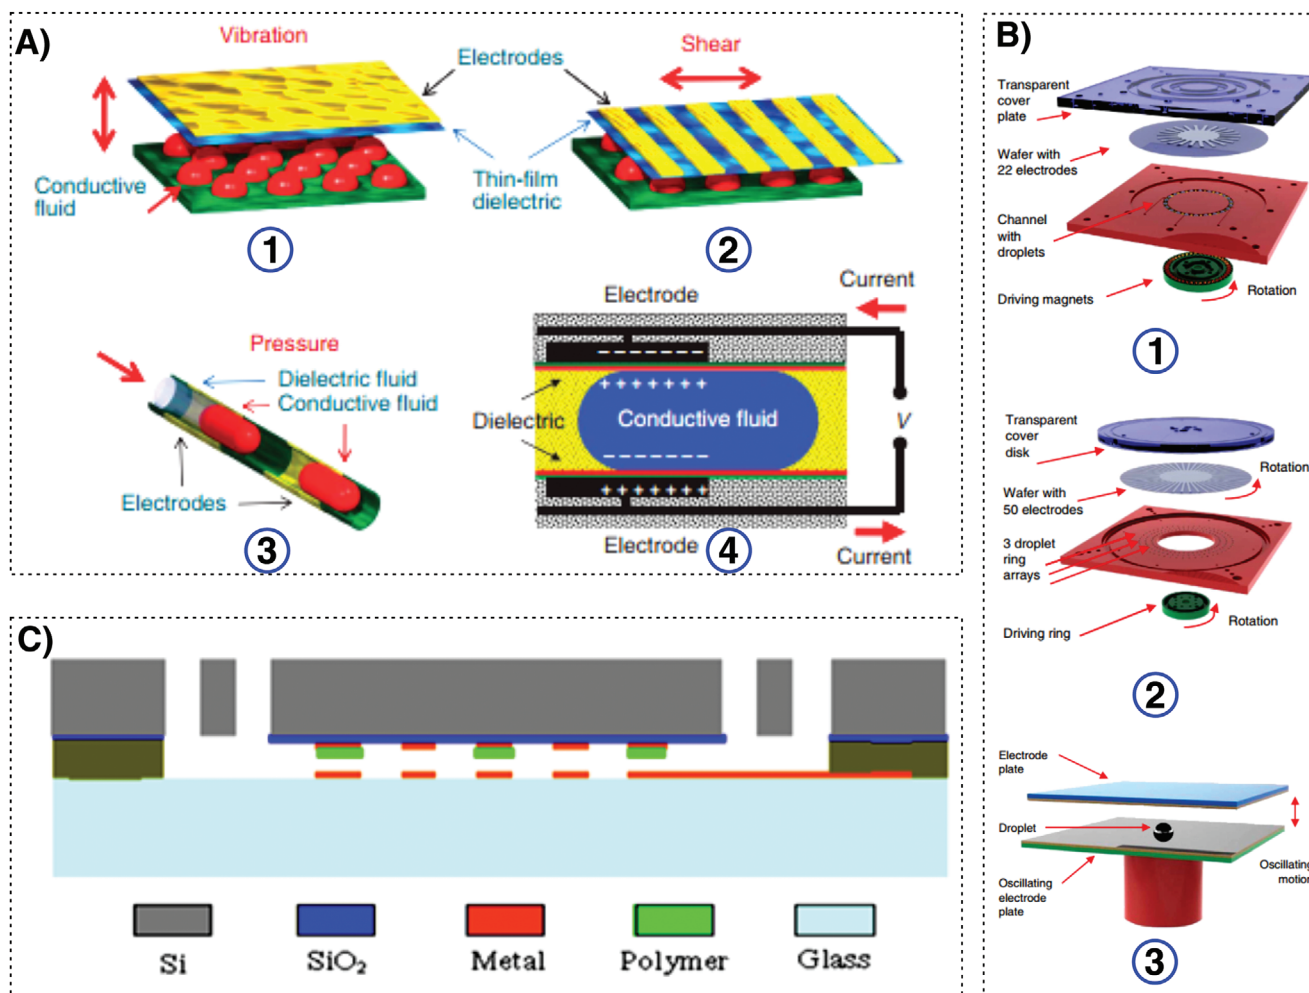 A)
Vibration
Electrodes
Shear
Conductive
fluid
Thin-film
dielectric
1
2
Pressure
Dielectric fluid
Conductive fluid
Electrodes
3
Electrode
Current
− − − − − − −
+ + + + + + +
Dielectric
Conductive fluid
V
− − − − − − −
+ + + + + + +
Electrode
Current
4
B)
Transparent
cover
plate
Wafer with
22 electrodes
Channel
with
droplets
Driving magnets
Rotation
1
Transparent
cover
disk
Rotation
Wafer with
50 electrodes
3 droplet
ring
arrays
Driving ring
Rotation
2
Electrode
plate
Droplet
Oscillating
electrode
plate
Oscillating
motion
3
C)
Si
SiO₂
Metal
Polymer
Glass